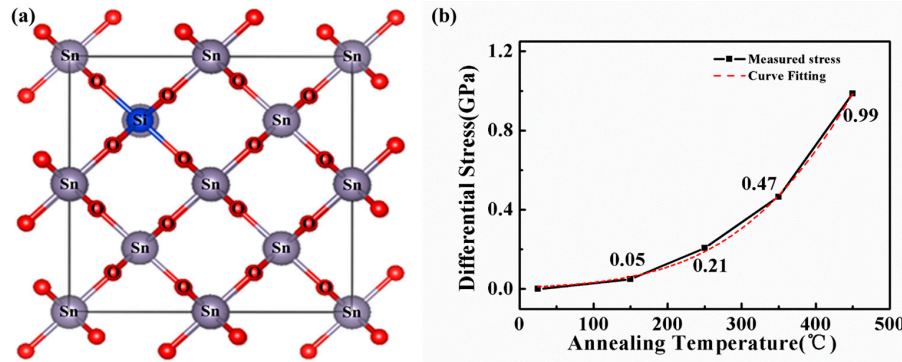 (a)
Sn Sn Sn
O O O O
Si Sn
O O O O
Sn Sn Sn
O O O O
Sn Sn
O O O O
Sn Sn Sn
(b)
Differential Stress(GPa)
1.2
0.8
0.4
0.0
Measured stress
Curve Fitting
0.05
0.21
0.47
0.99
0 100 200 300 400 500
Annealing Temperature(℃)